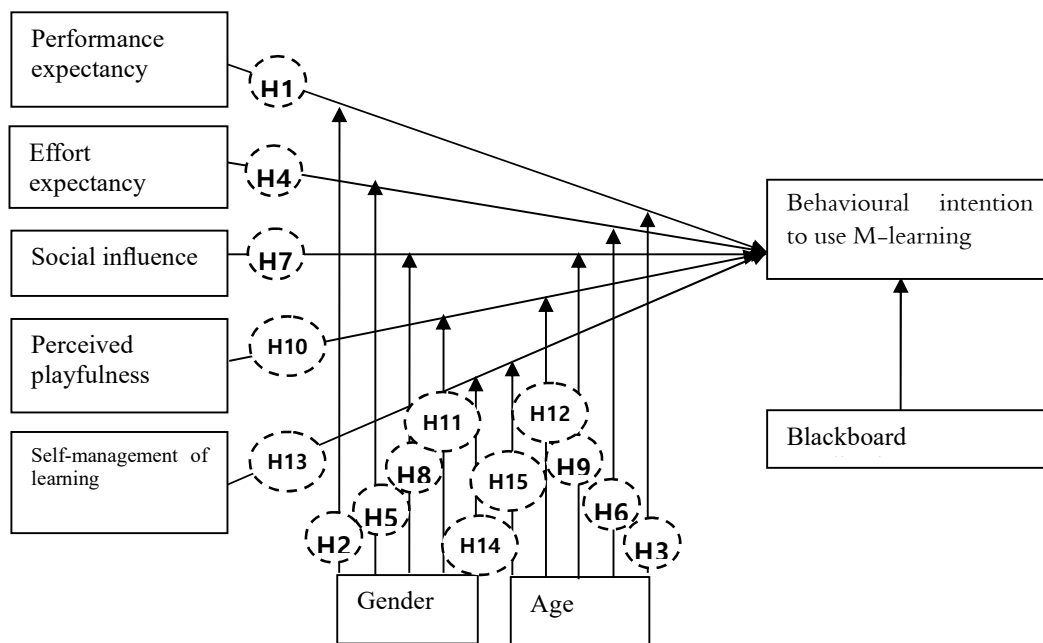 Performance
expectancy
H1
Effort
expectancy
H4
Social influence
H7
Perceived
playfulness
H10
Self-management of
learning
H13
Behavioural intention
to use M-learning
Blackboard
H11
H12
H8
H9
H15
H5
H6
H2
H14
H3
Gender
Age